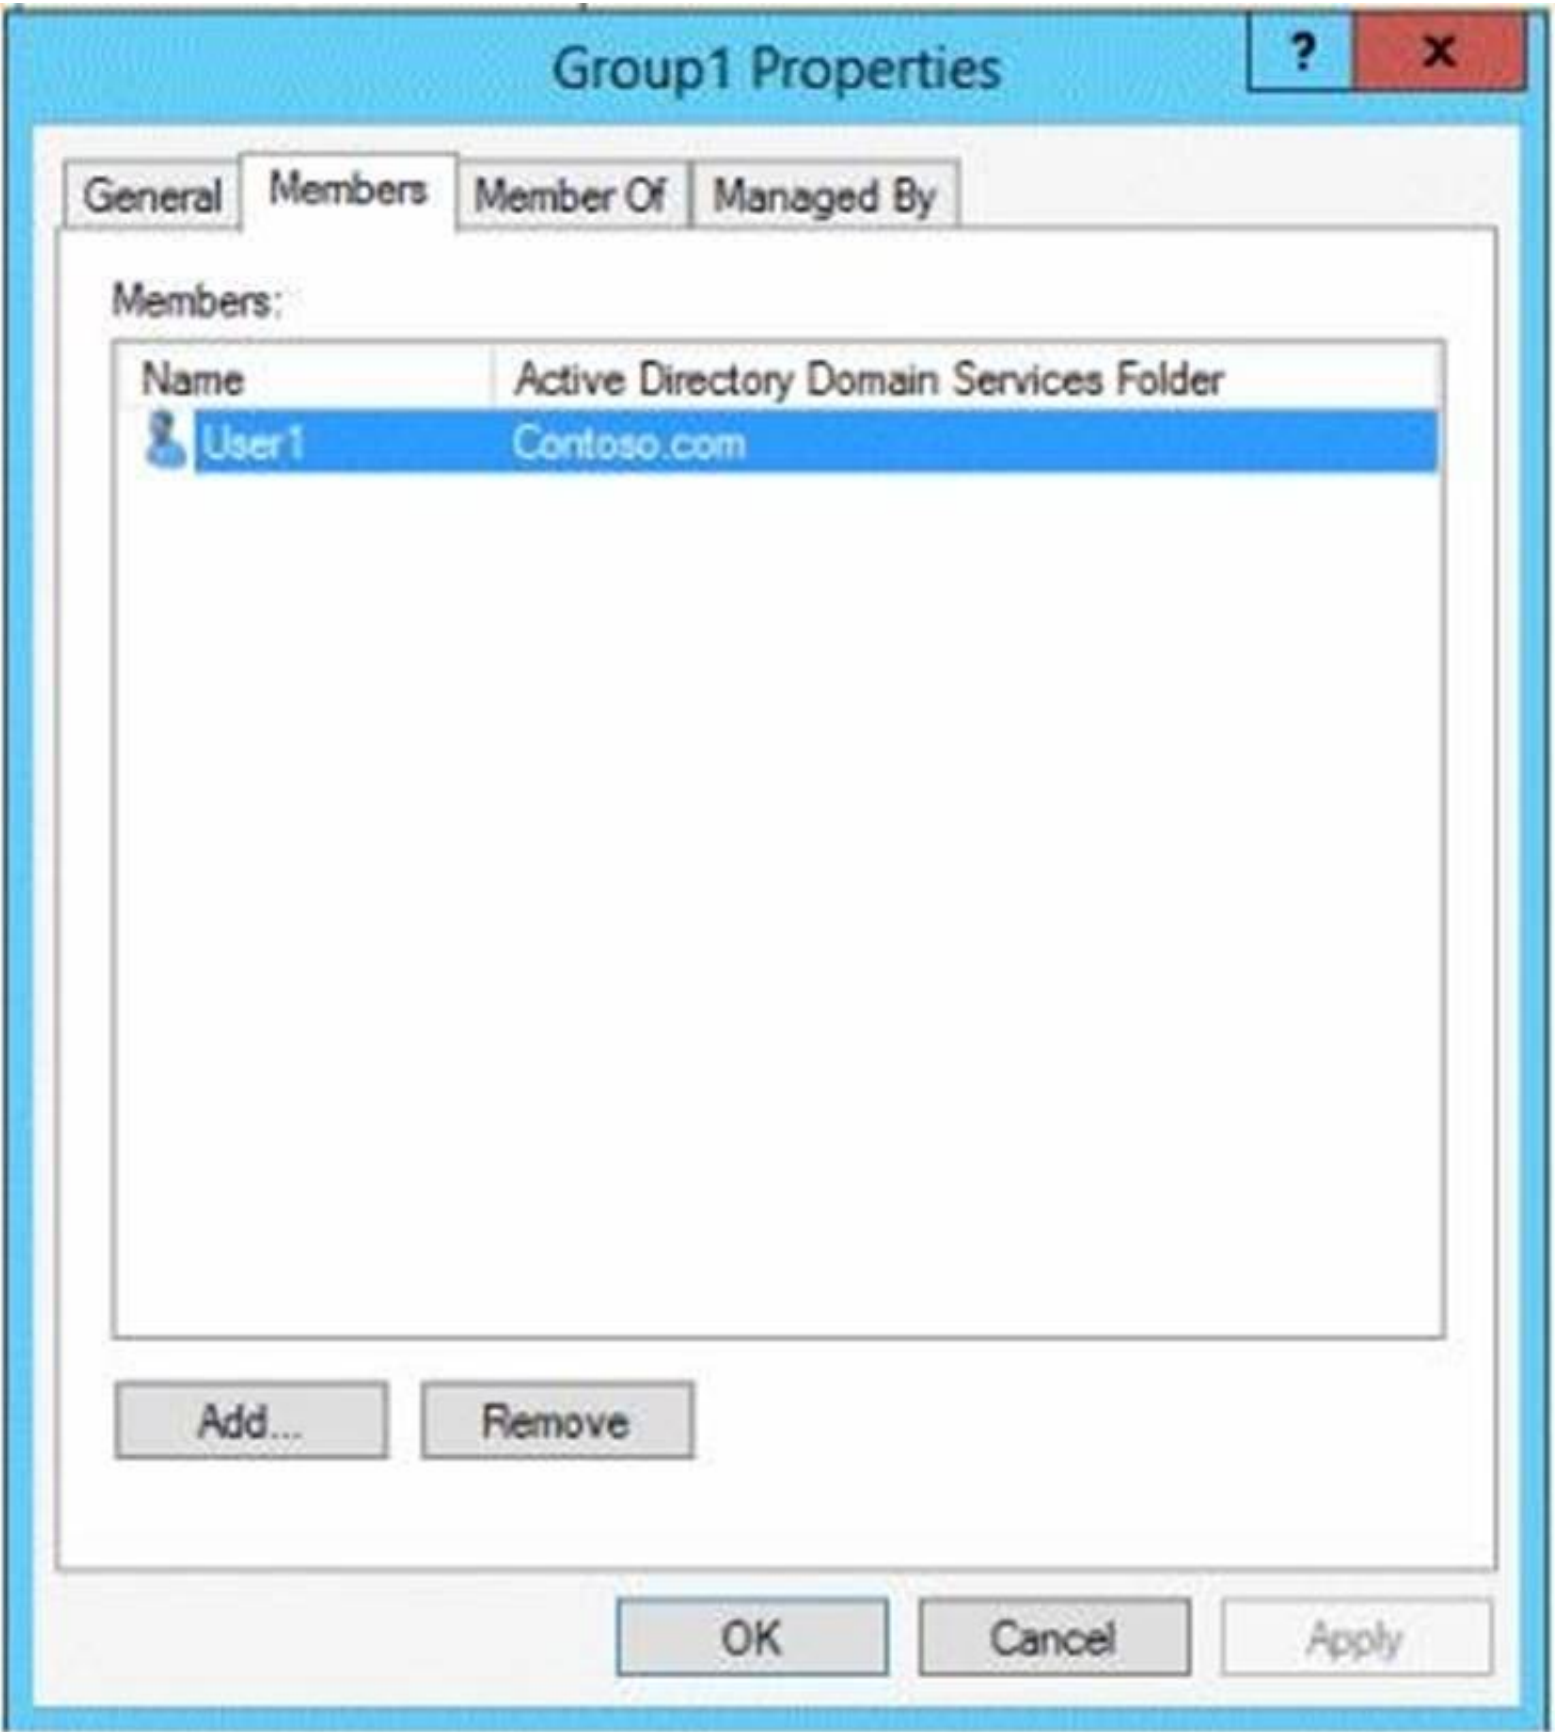 Group1 Properties ? x
General Members Member Of Managed By
Members:
Name Active Directory Domain Services Folder
User1 Contoso.com
Add... Remove
OK Cancel Apply